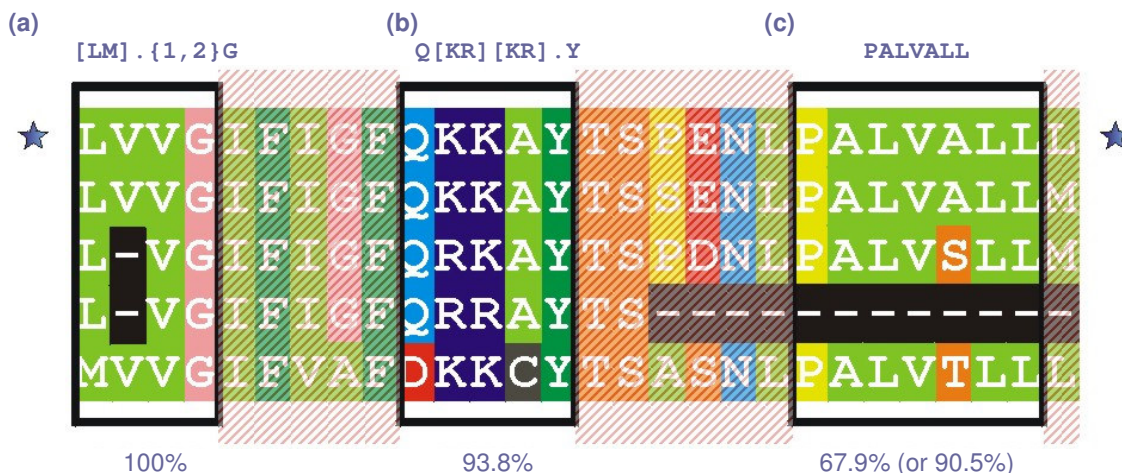 (a) (b) (c)
[LM].{1,2}G Q[KR][KR].Y PALVALL
LVVGIFIGFQKKAYTSPENLPALVALLL
LVVGIFIGFQKKAYTSSENLPALVALLM
L-VGIFIGFQRKAYTSPDNLPALVSLLM
L-VGIFIGFQRRAYTS------------
MVVGIFVAFDKKCYTSASNLPALVTLLL
100% 93.8% 67.9% (or 90.5%)